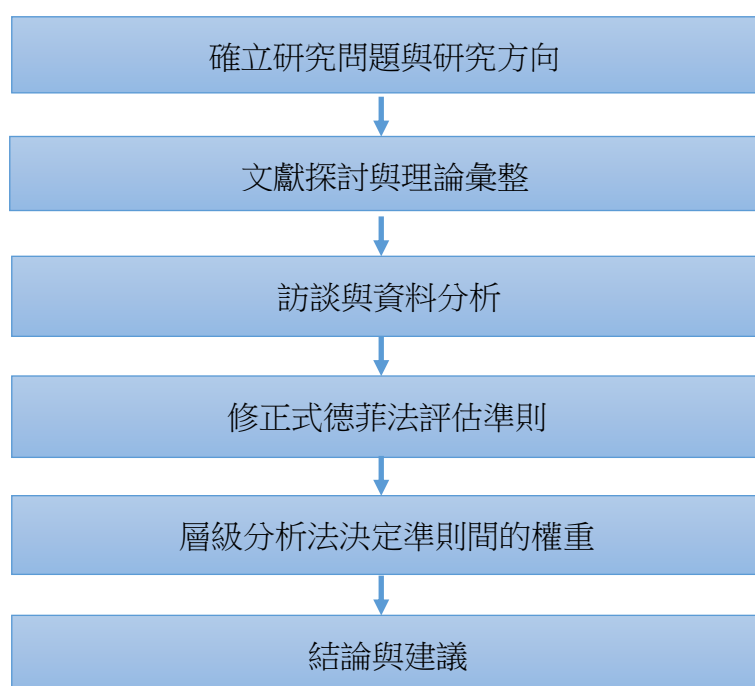 確立研究問題與研究方向
文獻探討與理論彙整
訪談與資料分析
修正式德菲法評估準則
層級分析法決定準則間的權重
結論與建議